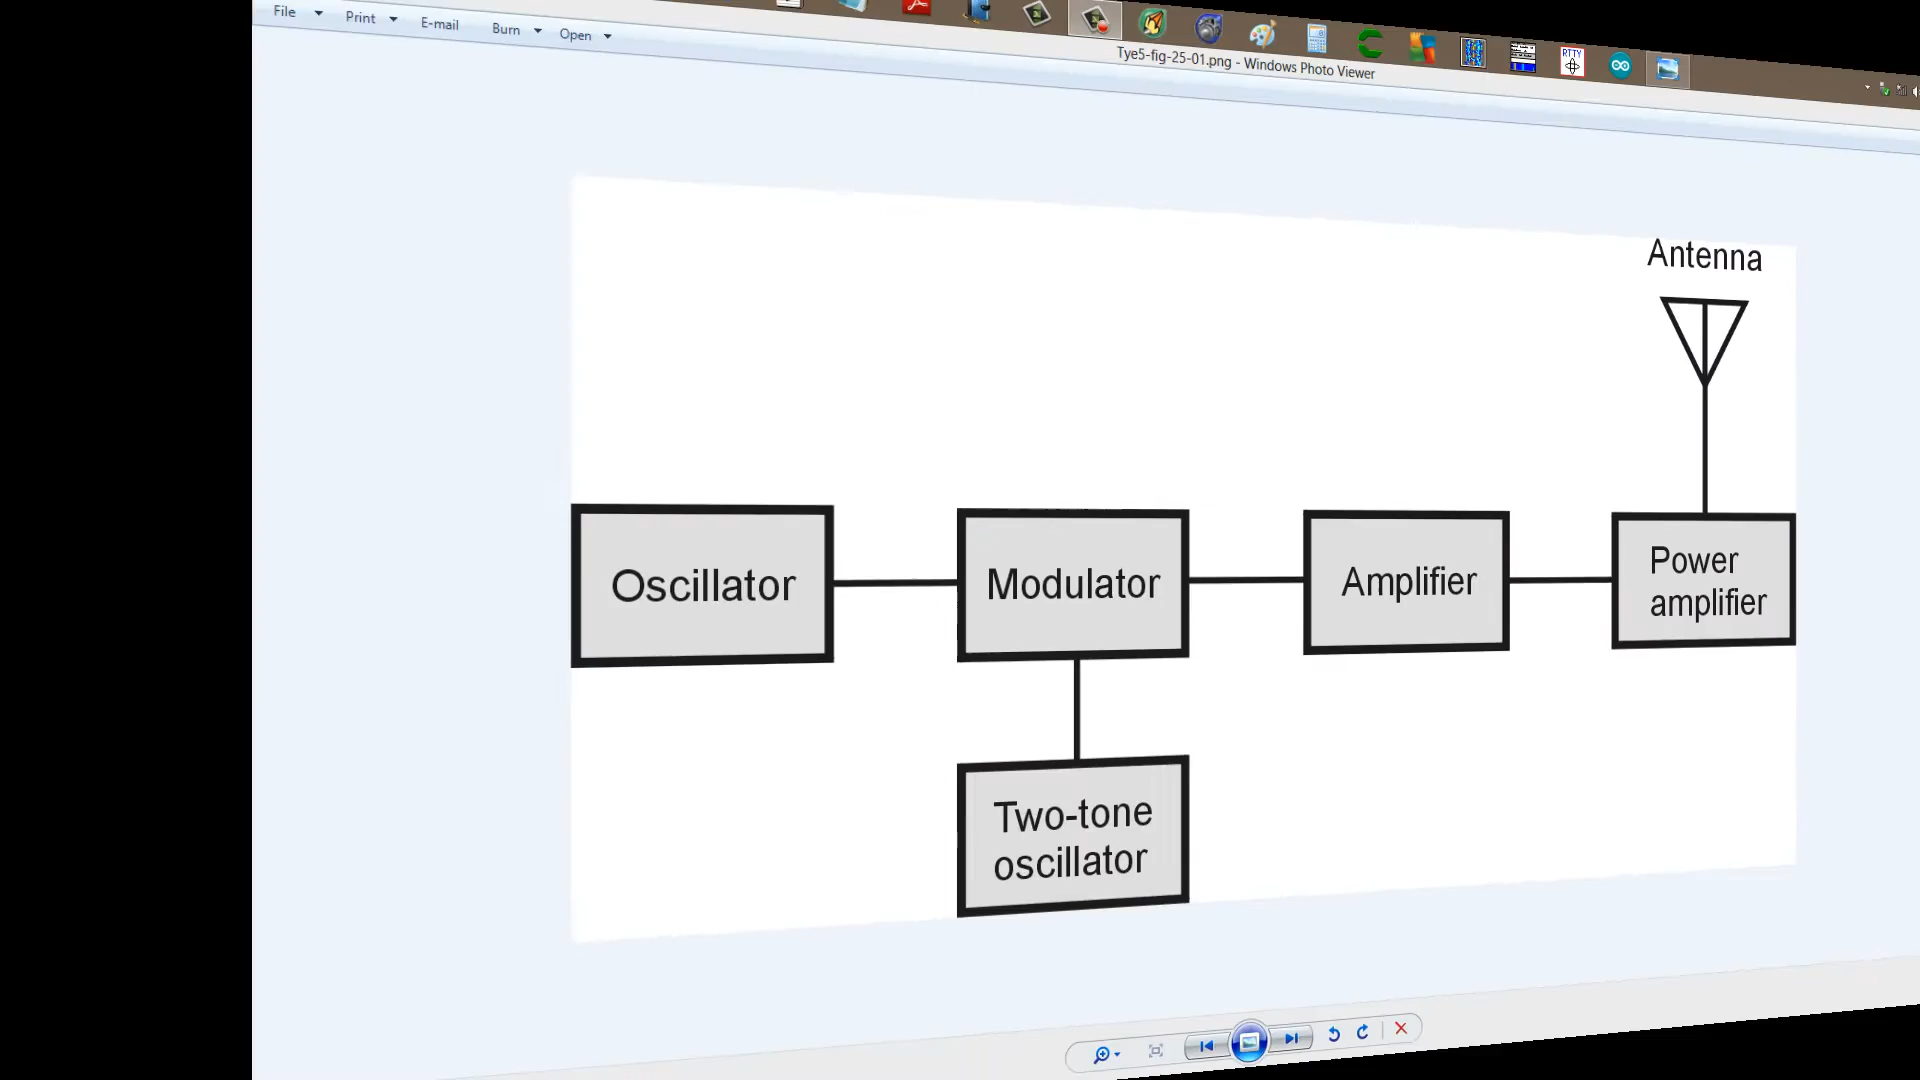 File
Print
E-mail
Burn
Open
Tye5-fig-25-01.png - Windows Photo Viewer
RTTY
Antenna
Oscillator
Modulator
Amplifier
Power
amplifier
Two-tone
oscillator